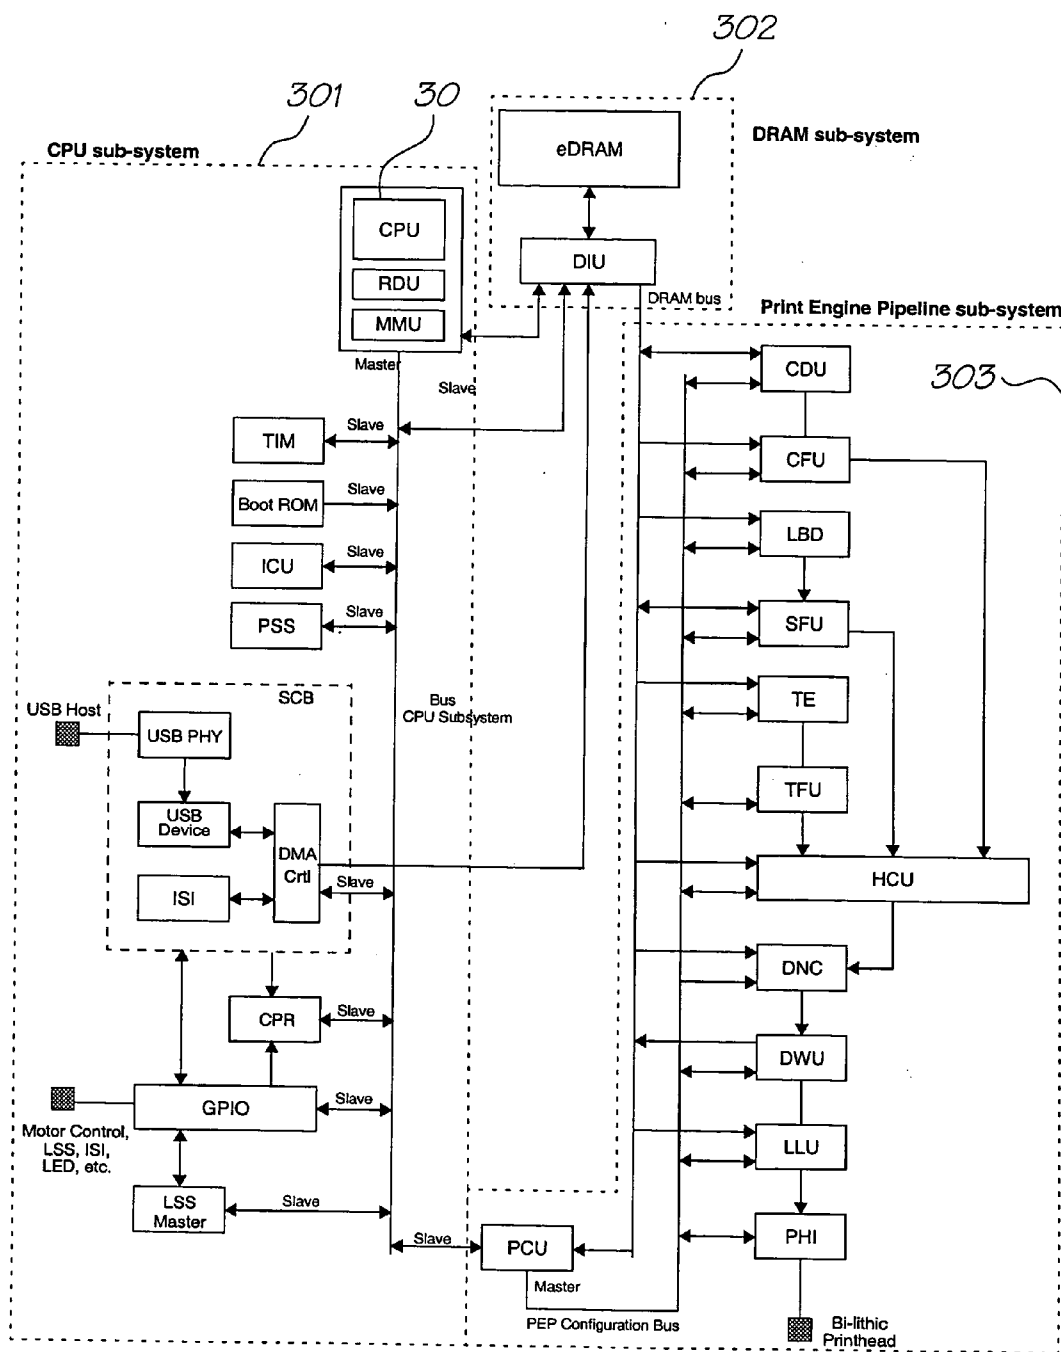 302
301
30
CPU sub-system
DRAM sub-system
eDRAM
CPU
DIU
RDU
DRAM bus
MMU
Print Engine Pipeline sub-system
Master
Slave
CDU
303
TIM
Slave
CFU
Boot ROM
Slave
LBD
ICU
Slave
PSS
Slave
SFU
SCB
Bus
CPU Subsystem
TE
USB Host
USB PHY
TFU
USB
Device
DMA
Crtl
Slave
HCU
ISI
DNC
CPR
Slave
DWU
GPIO
Slave
Motor Control,
LSS, ISI,
LED, etc.
LLU
LSS
Master
Slave
PHI
Slave
PCU
Master
PEP Configuration Bus
Bi-lithic
Printhead